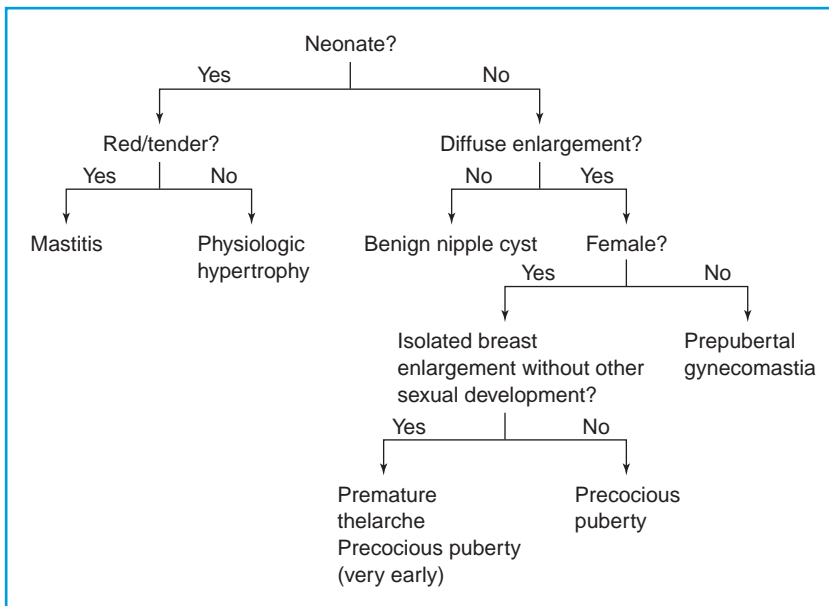 Neonate?
Yes
No
Red/tender?
Diffuse enlargement?
Yes
No
No
Yes
Mastitis
Physiologic
hypertrophy
Benign nipple cyst
Female?
Yes
No
Isolated breast
enlargement without other
sexual development?
Prepubertal
gynecomastia
Yes
No
Premature
thelarche
Precocious puberty
(very early)
Precocious
puberty